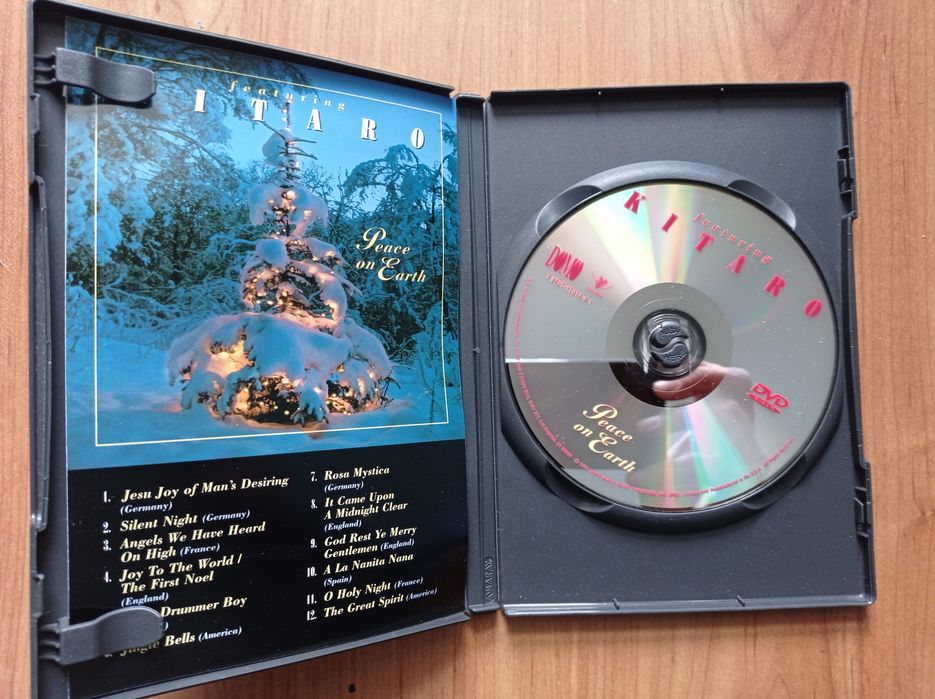 featuring
ITARO
Peace
on Earth
1. Jesu Joy of Man's Desiring
(Germany)
2. Silent Night (Germany)
3. Angels We Have Heard
On High (France)
4. Joy To The World /
The First Noel
(England)
Drummer Boy
Jingle Bells (America)
7. Rosa Mystica
(Germany)
8. It Came Upon
A Midnight Clear
(England)
9. God Rest Ye Merry
Gentlemen (England)
10. A La Nanita Nana
(Spain)
11. O Holy Night (France)
12. The Great Spirit (America)
featuring
KITARO
DOMO
DVD
VIDEO
Peace
on Earth
PUSH
AMARAY